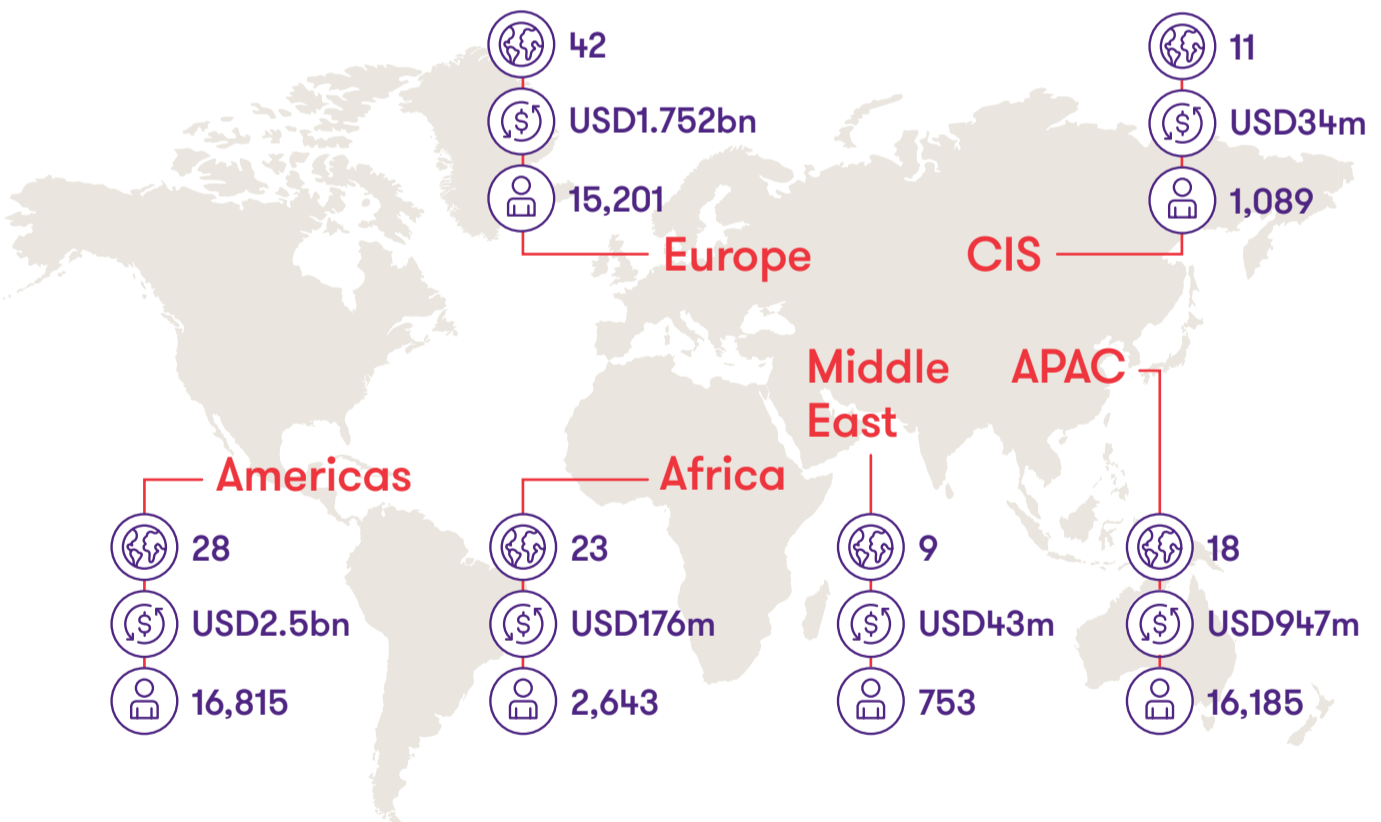 42
USD1.752bn
15,201
Europe
11
USD34m
1,089
CIS
Americas
28
USD2.5bn
16,815
Africa
23
USD176m
2,643
Middle
East
9
USD43m
753
APAC
18
USD947m
16,185